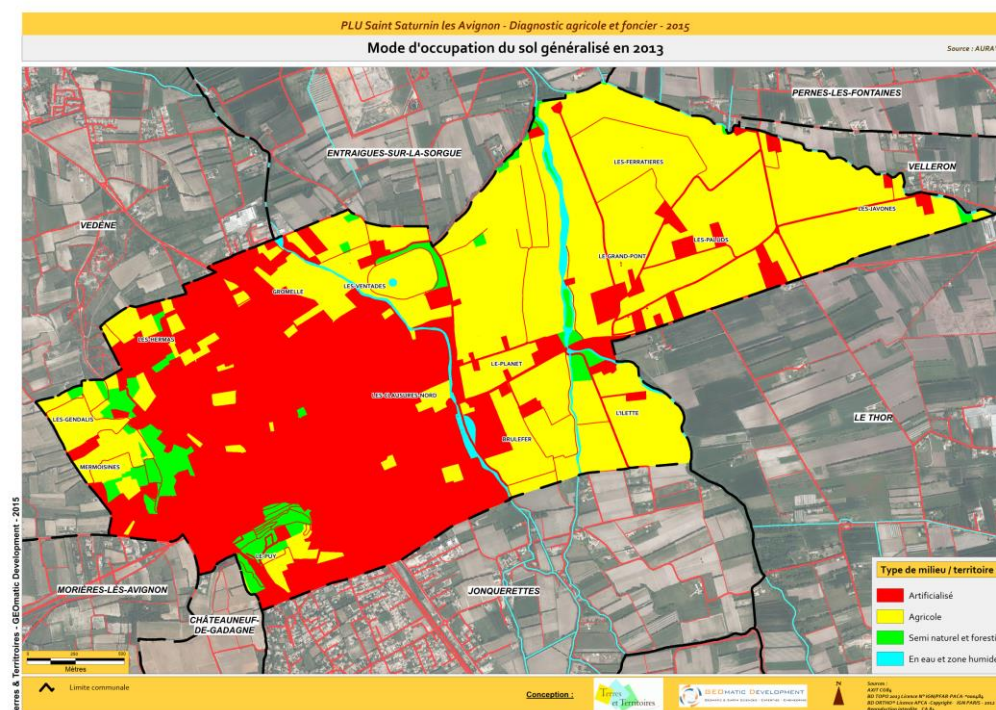 PLU Saint Saturnin les Avignon - Diagnostic agricole et foncier - 2015
Mode d'occupation du sol généralisé en 2013
Source : AURAV
PERNES-LES-FONTAINES
ENTRAIGUES-SUR-LA-SORGUE
LES-FERRATIERES
VELLERON
VEDÈNE
LES-JAVONES
LES-PALUDS
LE-GRAND-PONT
LES-VENTADES
GROMELLE
LES-HERMAS
LE-PLANET
LES-CLAUSURES-NORD
L'ILETTE
LES-GENDALIS
LE THOR
BRULEFER
MERMOISINES
LE-PUY
MORIÈRES-LÈS-AVIGNON
JONQUERETTES
CHÂTEAUNEUF-
DE-GADAGNE
Type de milieu / territoire
Artificialisé
Agricole
Semi naturel et foresti
En eau et zone humide
Mètres
Limite communale
Conception :
Terres
et Territoires
GEOMATIC DEVELOPMENT
N
Sources :
erres & Territroires - GEOmatic Development - 2015